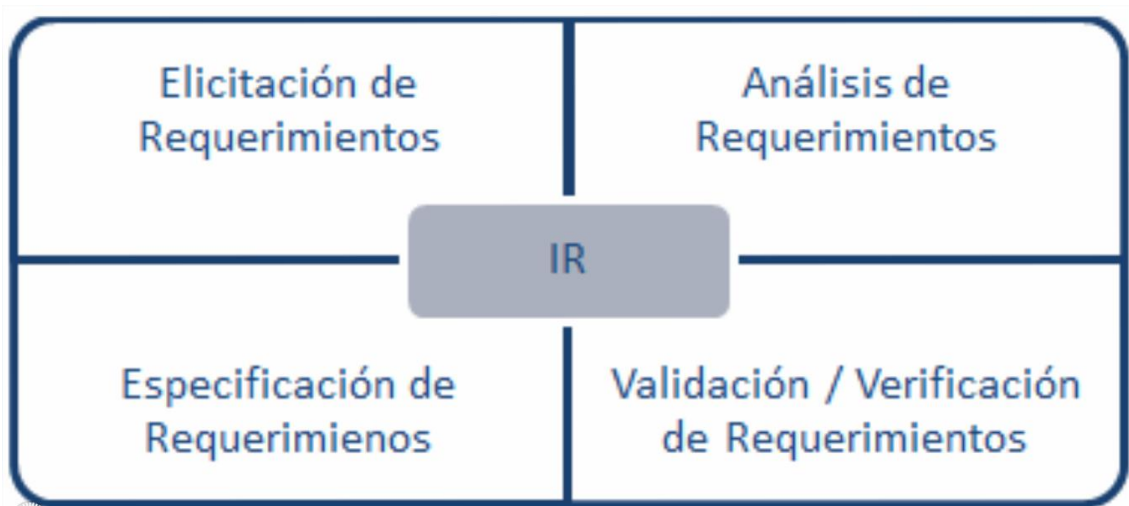 Elicitación de
Requerimientos
Análisis de
Requerimientos
IR
Especificación de
Requerimienos
Validación / Verificación
de Requerimientos